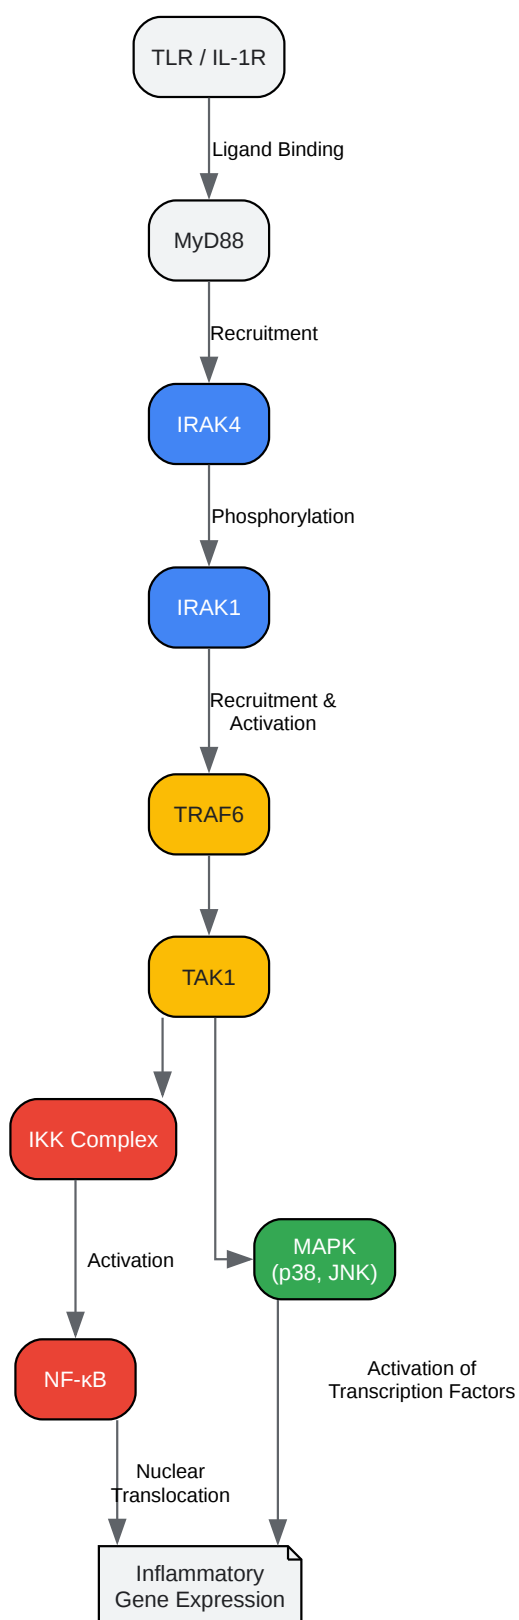 TLR / IL-1R
Ligand Binding
MyD88
Recruitment
IRAK4
Phosphorylation
IRAK1
Recruitment &
Activation
TRAF6
TAK1
IKK Complex
MAPK
(p38, JNK)
Activation
NF-κB
Activation of
Transcription Factors
Nuclear
Translocation
Inflammatory
Gene Expression